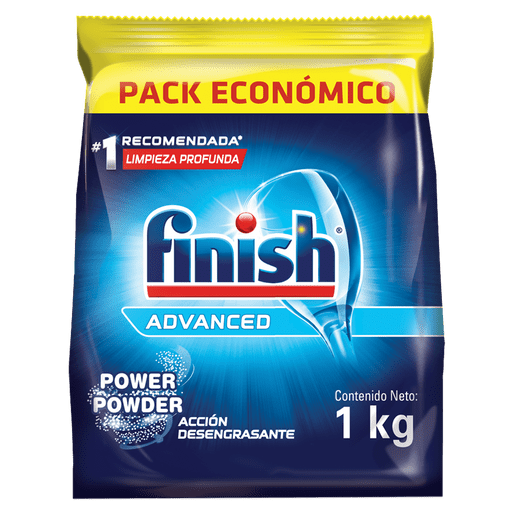 PACK ECONÓMICO
#1 RECOMENDADA*
LIMPIEZA PROFUNDA
finish®
ADVANCED
POWER
POWDER
ACCIÓN
DESENGRASANTE
Contenido Neto:
1 kg